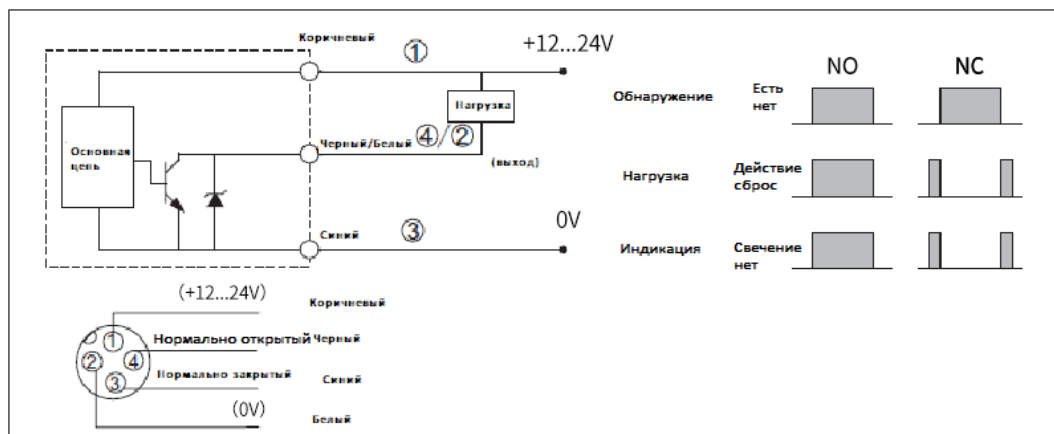 Коричневый
①
+12...24V
Нагрузка
Основная
цепь
Черный/Белый
④/②
(выход)
Синий
③
0V
NO
NC
Обнаружение
Есть
нет
Нагрузка
Действие
сброс
Индикация
Свечение
нет
(+12...24V)
Коричневый
①
Нормально открытый
Черный
②
④
③
Нормально закрытый
Синий
(0V)
Белый